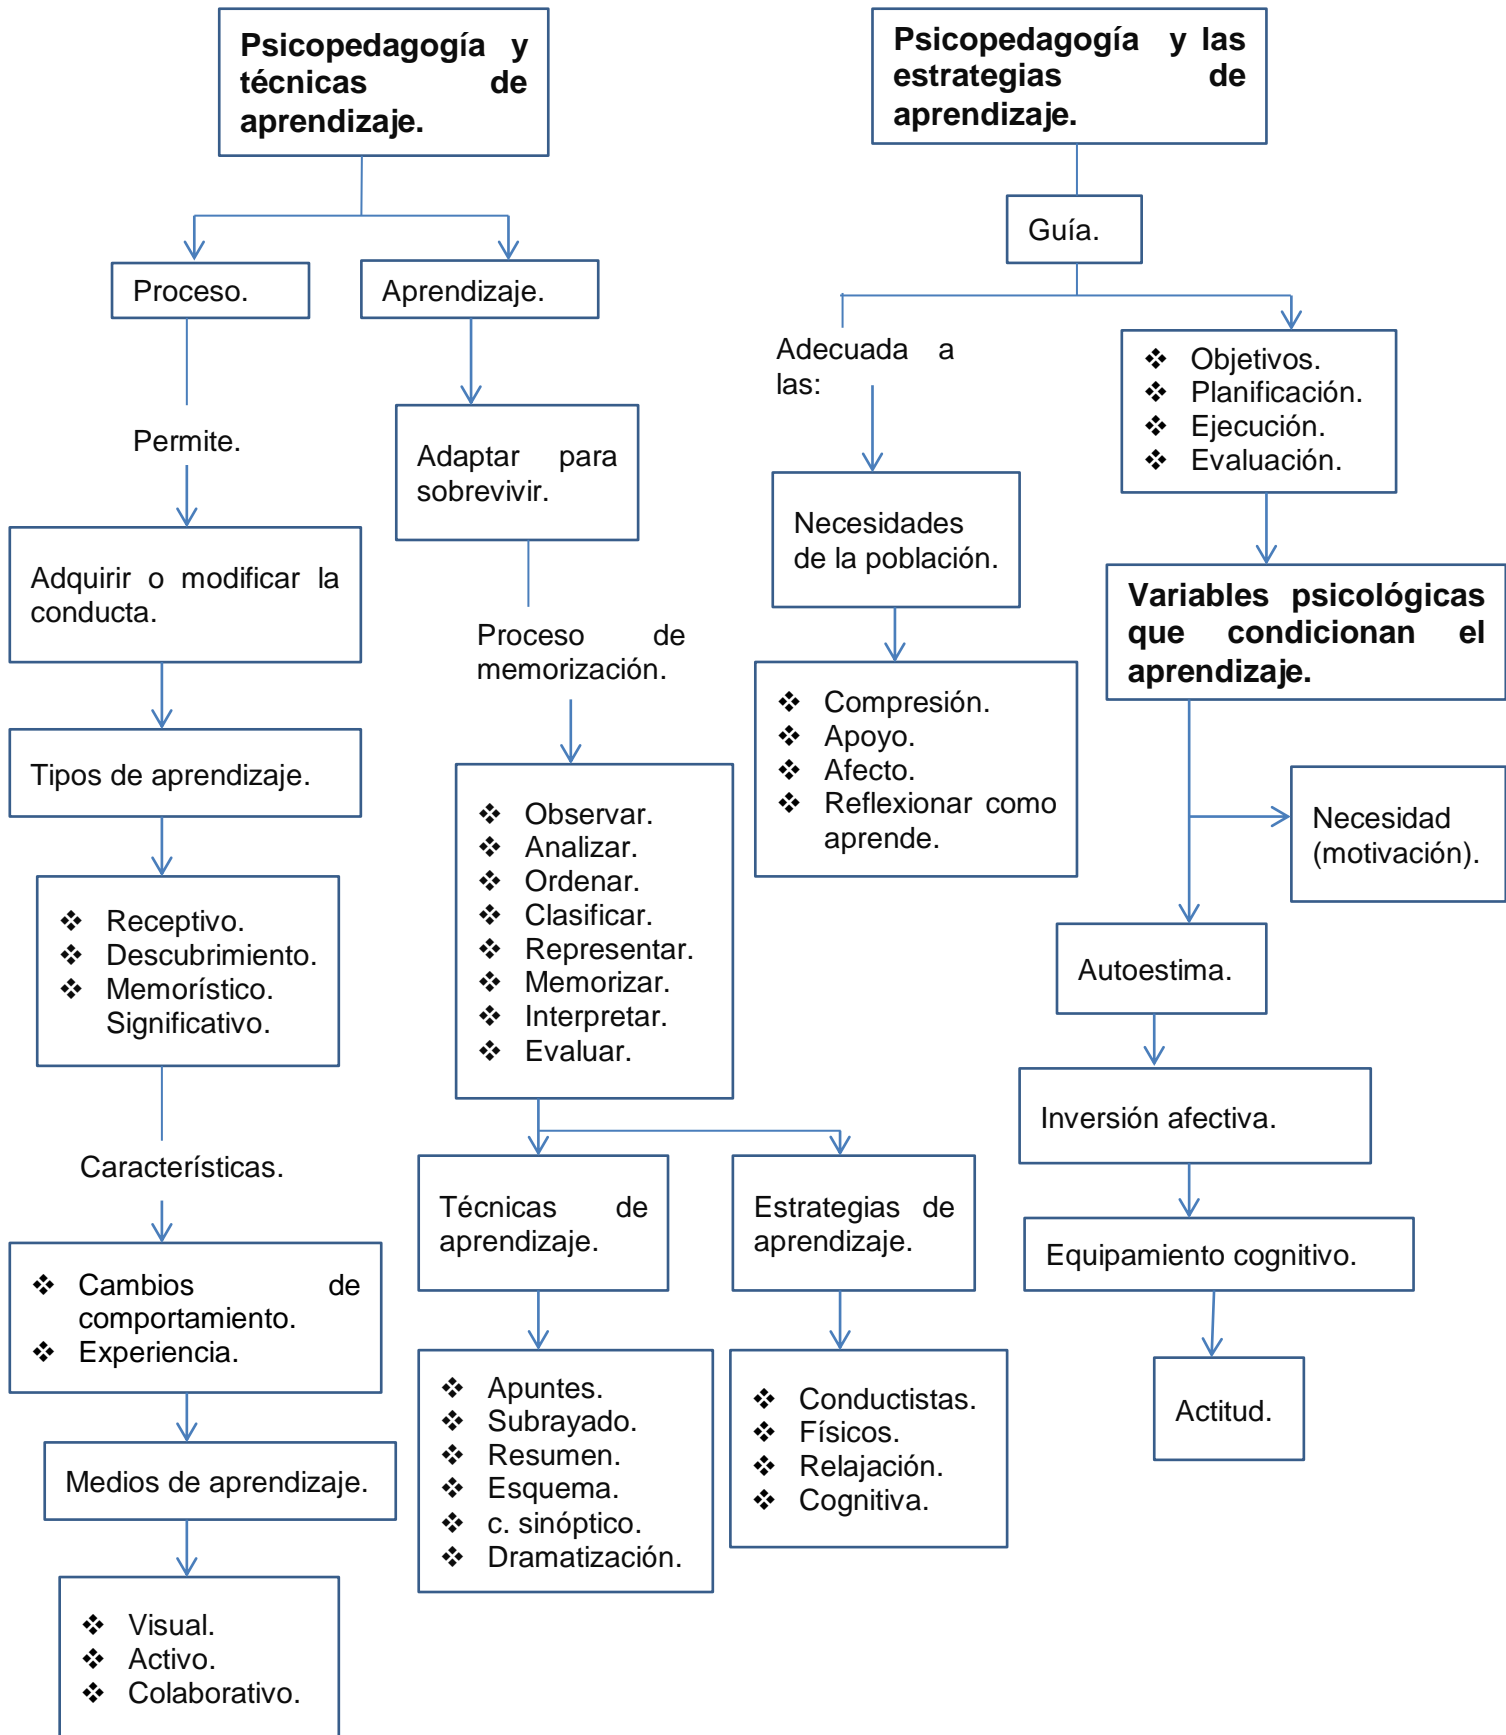 Psicopedagogía y
técnicas de
aprendizaje.
Proceso.
Aprendizaje.
Permite.
Adaptar para
sobrevivir.
Adquirir o modificar la
conducta.
Proceso de
memorización.
Tipos de aprendizaje.
❖ Observar.
❖ Analizar.
❖ Ordenar.
❖ Clasificar.
❖ Representar.
❖ Memorizar.
❖ Interpretar.
❖ Evaluar.
❖ Receptivo.
❖ Descubrimiento.
❖ Memorístico.
Significativo.
Características.
❖ Cambios de
comportamiento.
❖ Experiencia.
Medios de aprendizaje.
❖ Visual.
❖ Activo.
❖ Colaborativo.
Técnicas de
aprendizaje.
Estrategias de
aprendizaje.
❖ Apuntes.
❖ Subrayado.
❖ Resumen.
❖ Esquema.
❖ c. sinóptico.
❖ Dramatización.
❖ Conductistas.
❖ Físicos.
❖ Relajación.
❖ Cognitiva.
Psicopedagogía y las
estrategias de
aprendizaje.
Guía.
Adecuada a
las:
❖ Objetivos.
❖ Planificación.
❖ Ejecución.
❖ Evaluación.
Necesidades
de la población.
❖ Compresión.
❖ Apoyo.
❖ Afecto.
❖ Reflexionar como
aprende.
Variables psicológicas
que condicionan el
aprendizaje.
Necesidad
(motivación).
Autoestima.
Inversión afectiva.
Equipamiento cognitivo.
Actitud.